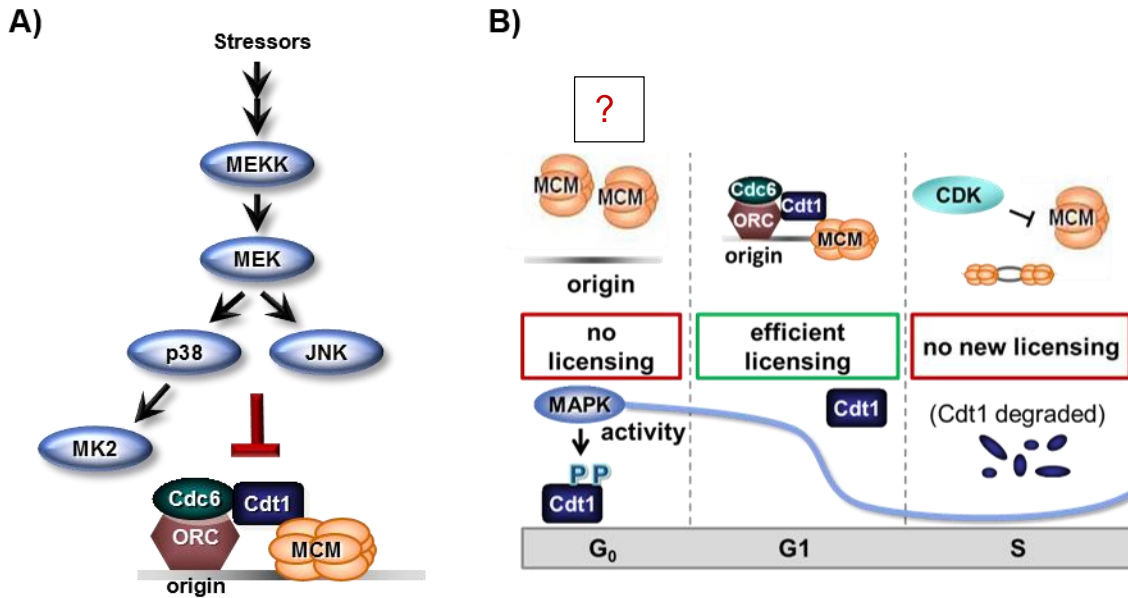 A)
Stressors
MEKK
MEK
p38
JNK
MK2
Cdc6
Cdt1
ORC
MCM
origin
B)
?
MCM
MCM
origin
Cdc6
Cdt1
ORC
MCM
origin
CDK
MCM
no
licensing
efficient
licensing
no new licensing
MAPK
activity
P P
Cdt1
Cdt1
(Cdt1 degraded)
G₀
G1
S